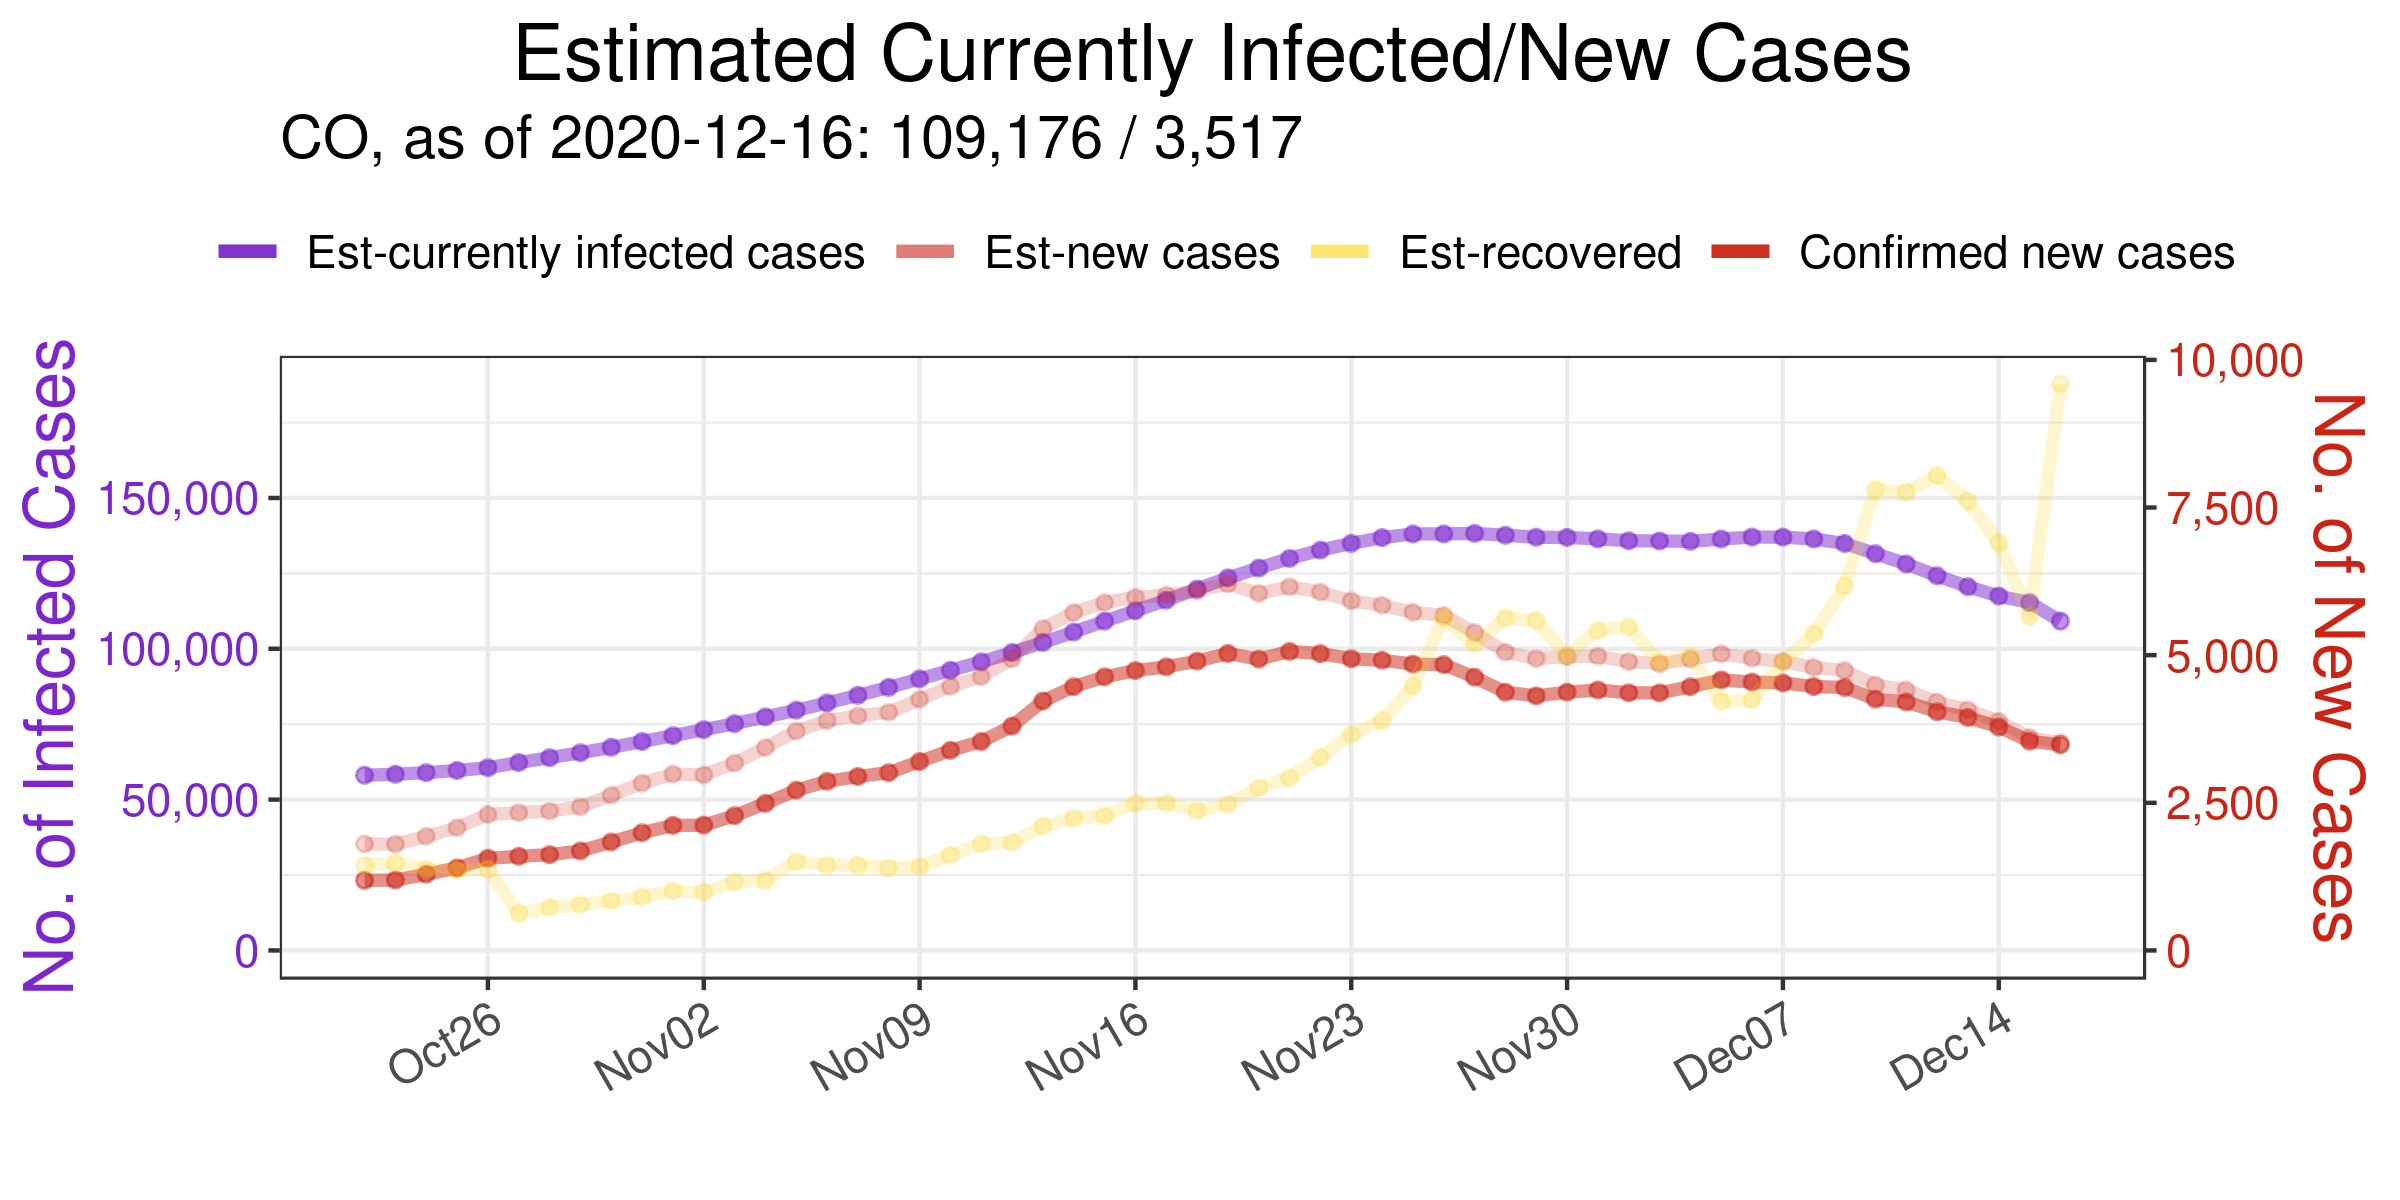 Estimated Currently Infected/New Cases
CO, as of 2020-12-16: 109,176 / 3,517
Est-currently infected cases Est-new cases Est-recovered Confirmed new cases
No. of Infected Cases
150,000
100,000
50,000
0
10,000
7,500
5,000
2,500
0
No. of New Cases
Oct26 Nov02 Nov09 Nov16 Nov23 Nov30 Dec07 Dec14